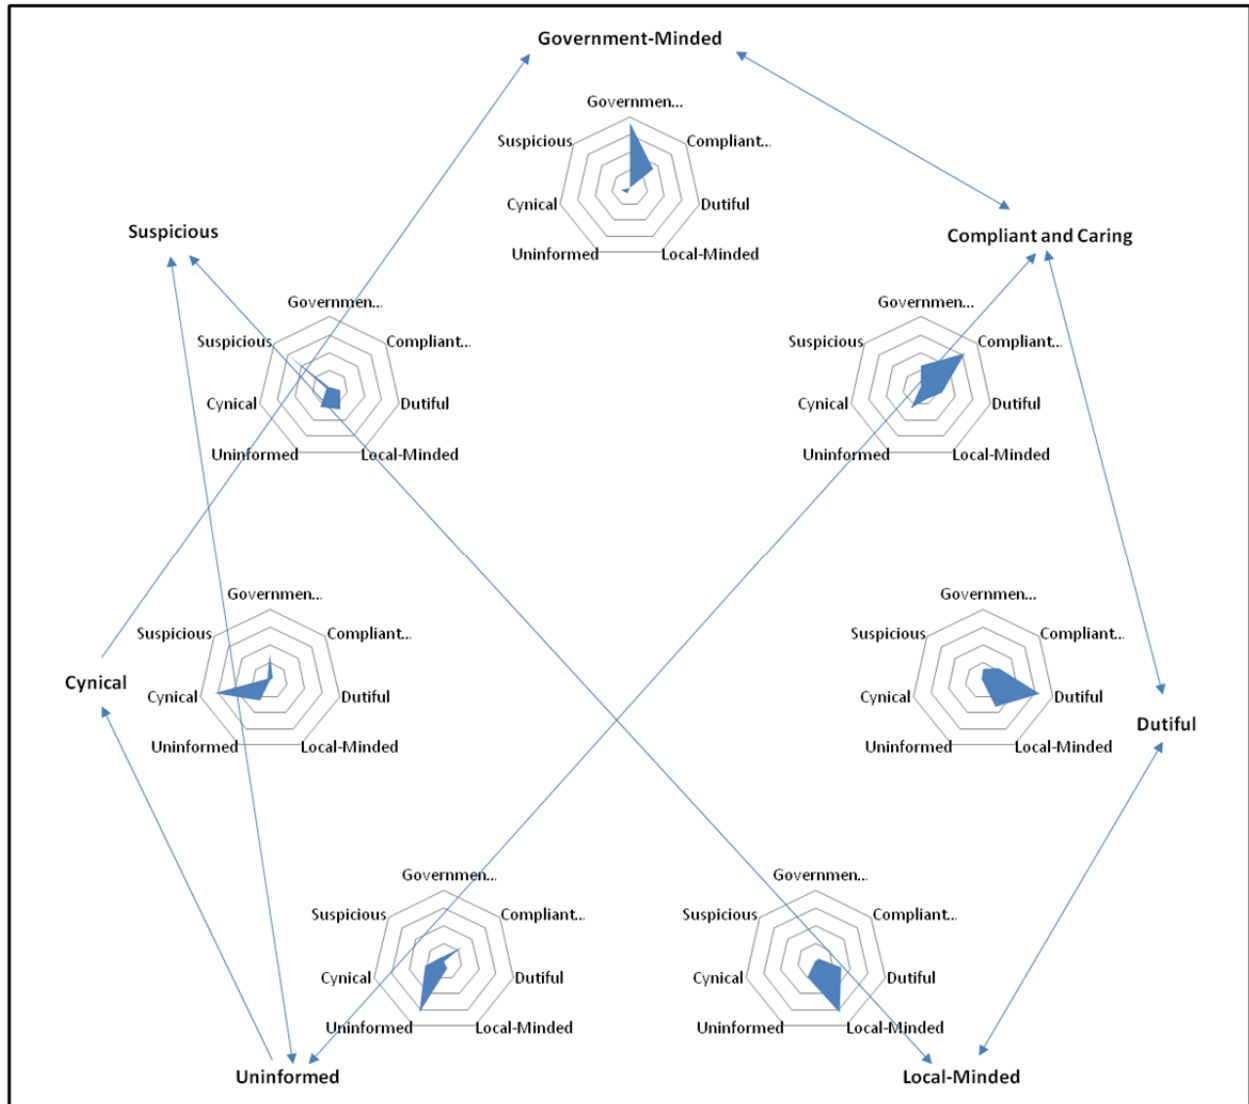 Government-Minded
Governmen...
Suspicious
Compliant...
Cynical
Dutiful
Uninformed
Local-Minded
Suspicious
Governmen...
Suspicious
Compliant...
Cynical
Dutiful
Uninformed
Local-Minded
Compliant and Caring
Governmen...
Suspicious
Compliant...
Cynical
Dutiful
Uninformed
Local-Minded
Cynical
Governmen...
Suspicious
Compliant...
Cynical
Dutiful
Uninformed
Local-Minded
Governmen...
Suspicious
Compliant...
Cynical
Dutiful
Uninformed
Local-Minded
Dutiful
Governmen...
Suspicious
Compliant...
Cynical
Dutiful
Uninformed
Local-Minded
Uninformed
Governmen...
Suspicious
Compliant...
Cynical
Dutiful
Uninformed
Local-Minded
Local-Minded